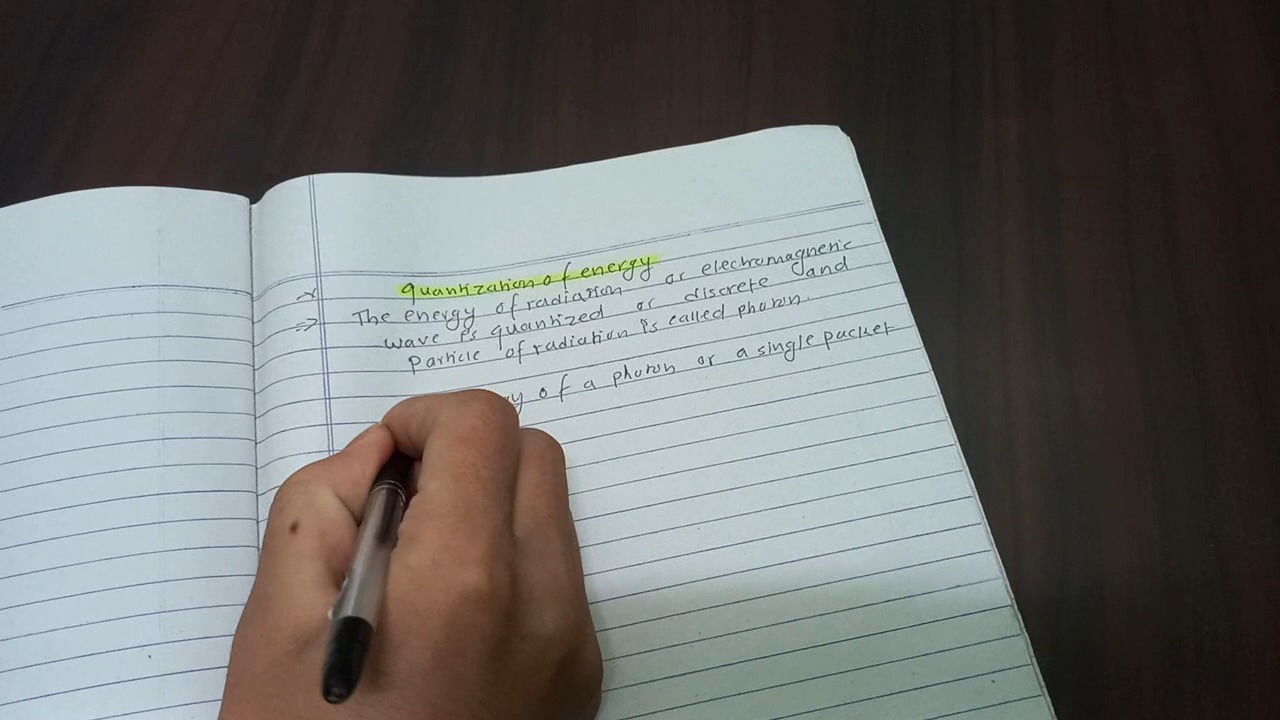 quantization of energy
The energy of radiation or electromagneric
wave is quantized or discrete and
Particle of radiation is called photon.
of a photon or a single packet